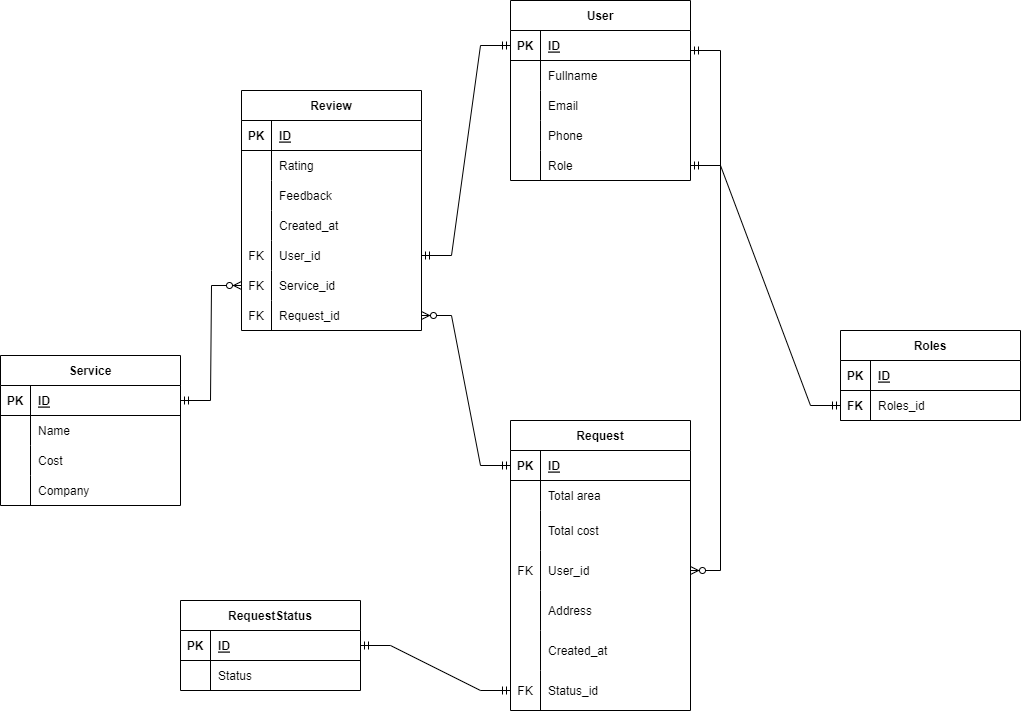 User
PK ID
Fullname
Email
Phone
Role
Review
PK ID
Rating
Feedback
Created_at
FK User_id
FK Service_id
FK Request_id
Service
PK ID
Name
Cost
Company
Roles
PK ID
FK Roles_id
Request
PK ID
Total area
Total cost
FK User_id
Address
Created_at
FK Status_id
RequestStatus
PK ID
Status